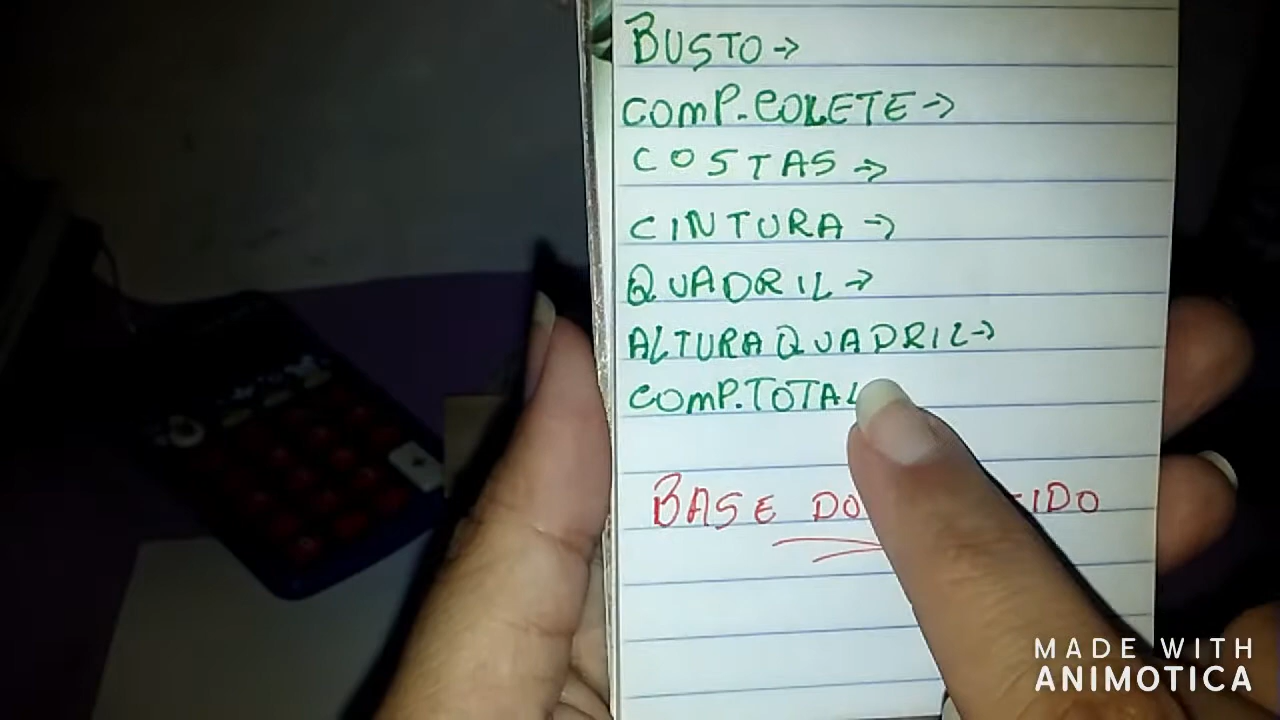 BUSTO →
COMP. COLETE →
COSTAS →
CINTURA →
QUADRIL →
ALTURA QUADRIL →
COMP. TOTAL
BASE DO
MADE WITH
ANIMOTICA